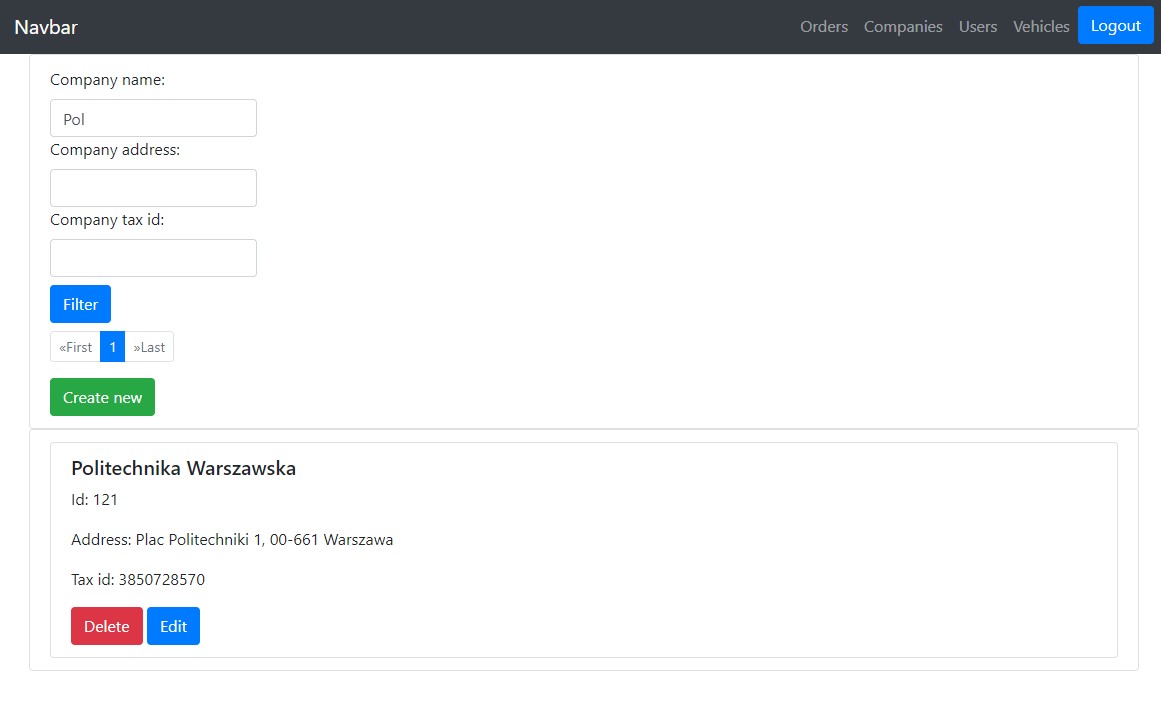 Navbar Orders Companies Users Vehicles Logout
Company name:
Pol
Company address:
Company tax id:
Filter
«First 1 »Last
Create new
Politechnika Warszawska
Id: 121
Address: Plac Politechniki 1, 00-661 Warszawa
Tax id: 3850728570
Delete Edit